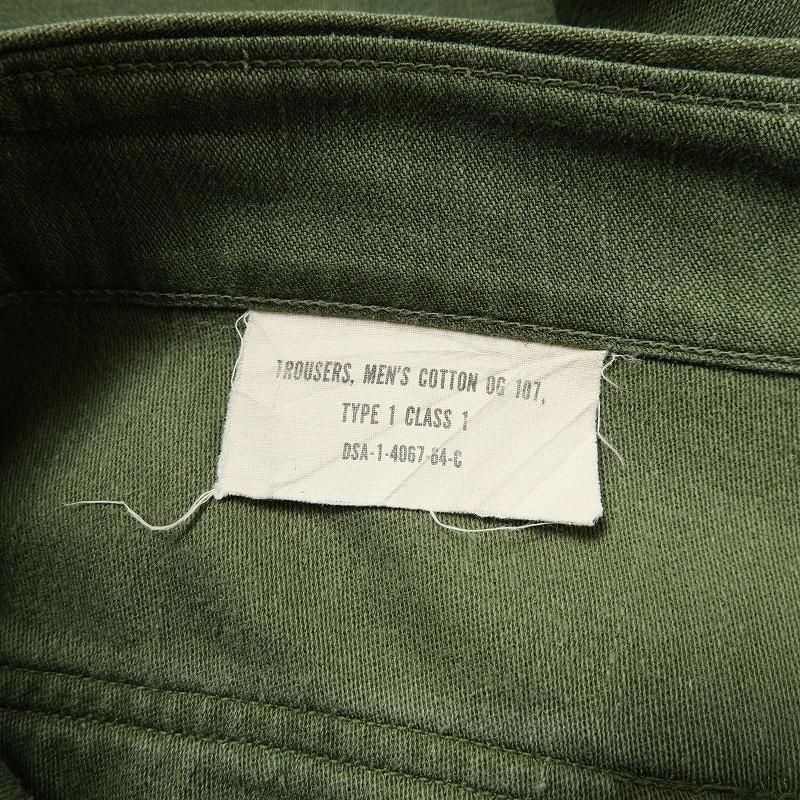 TROUSERS, MEN'S COTTON OG 107,
TYPE 1 CLASS 1
DSA-1-4067-64-C